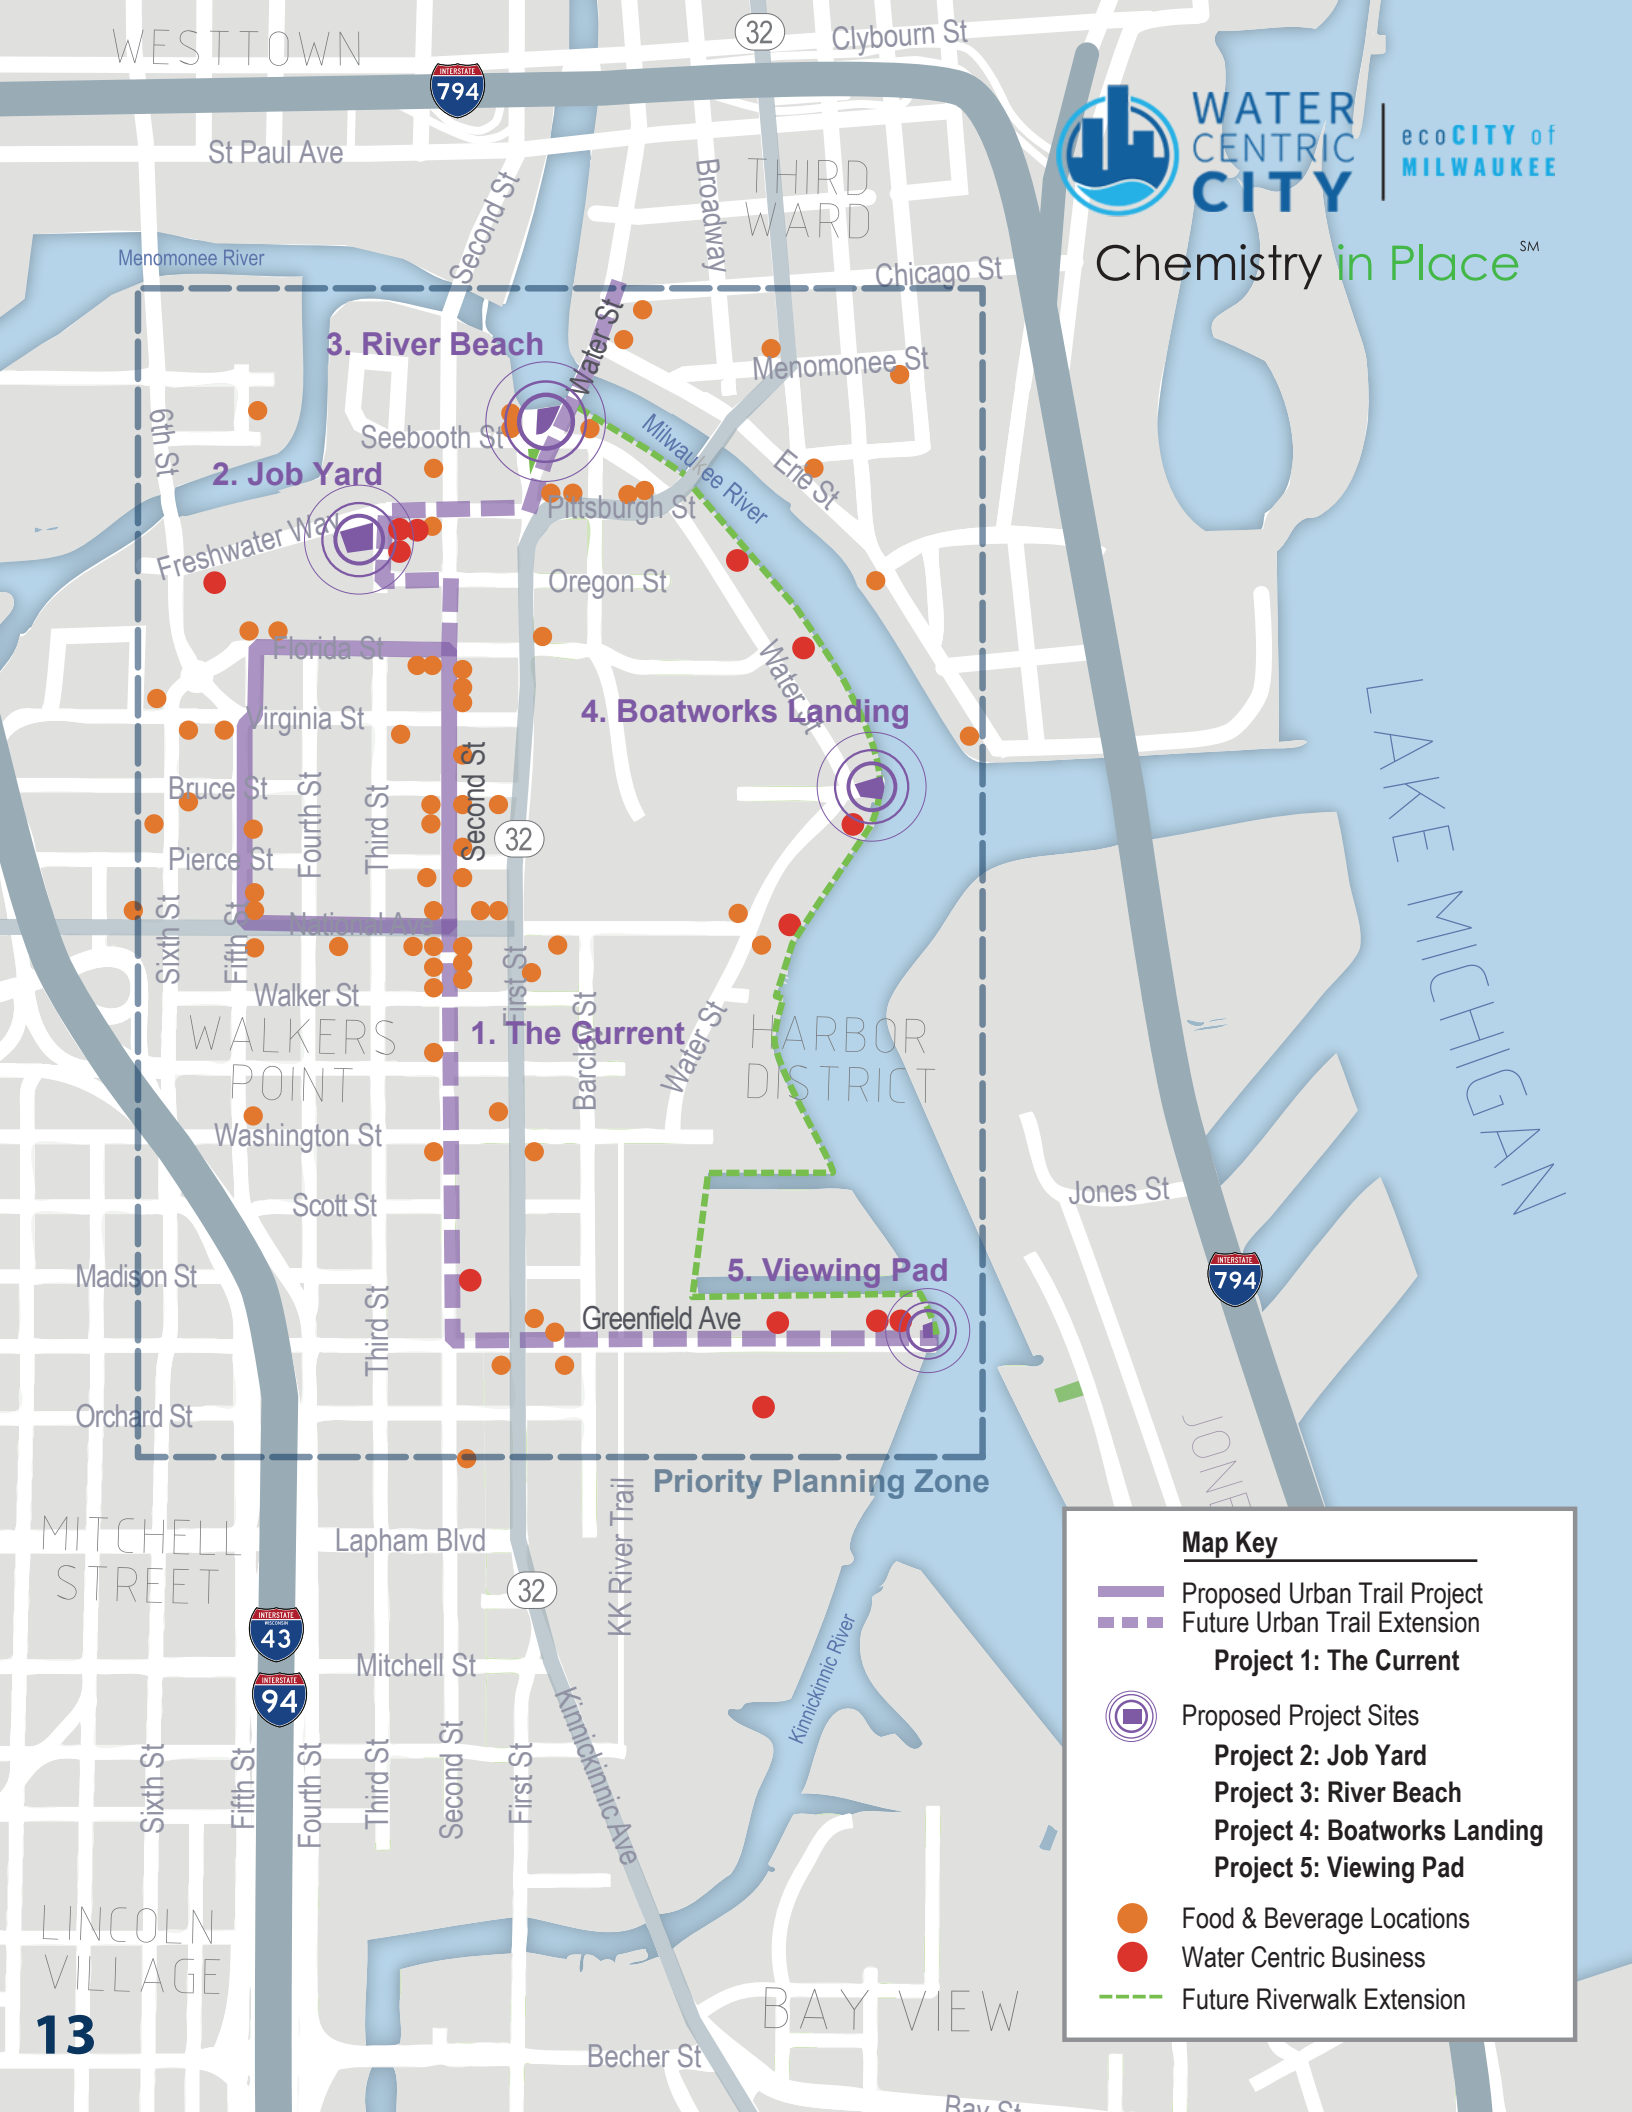 WESTTOWN
32
Clybourn St
INTERSTATE
794
WATER
CENTRIC
CITY
ecoCITY of
MILWAUKEE
Chemistry in Place SM
St Paul Ave
Second St
Broadway
THIRD
WARD
Menomonee River
Chicago St
3. River Beach
Water St
Menomonee St
6th St
Seebooth St
Milwaukee River
Erie St
2. Job Yard
Pittsburgh St
Freshwater Way
Oregon St
Florida St
Water St
4. Boatworks Landing
Virginia St
LAKE MICHIGAN
Bruce St
Fourth St
Third St
Second St
32
Pierce St
Sixth St
Fifth St
National Ave
First St
Walker St
WALKERS
POINT
1. The Current
Barclay St
Water St
HARBOR
DISTRICT
Washington St
Scott St
Jones St
Madison St
5. Viewing Pad
INTERSTATE
794
Third St
Greenfield Ave
Orchard St
JONE
Priority Planning Zone
MITCHELL
STREET
Lapham Blvd
KK River Trail
32
INTERSTATE
WISCONSIN
43
Mitchell St
INTERSTATE
94
Kinnickinnic River
Kinnickinnic Ave
Sixth St
Fifth St
Fourth St
Third St
Second St
First St
LINCOLN
VILLAGE
BAY VIEW
13
Becher St
Bay St
Map Key
Proposed Urban Trail Project
Future Urban Trail Extension
Project 1: The Current
Proposed Project Sites
Project 2: Job Yard
Project 3: River Beach
Project 4: Boatworks Landing
Project 5: Viewing Pad
Food & Beverage Locations
Water Centric Business
Future Riverwalk Extension